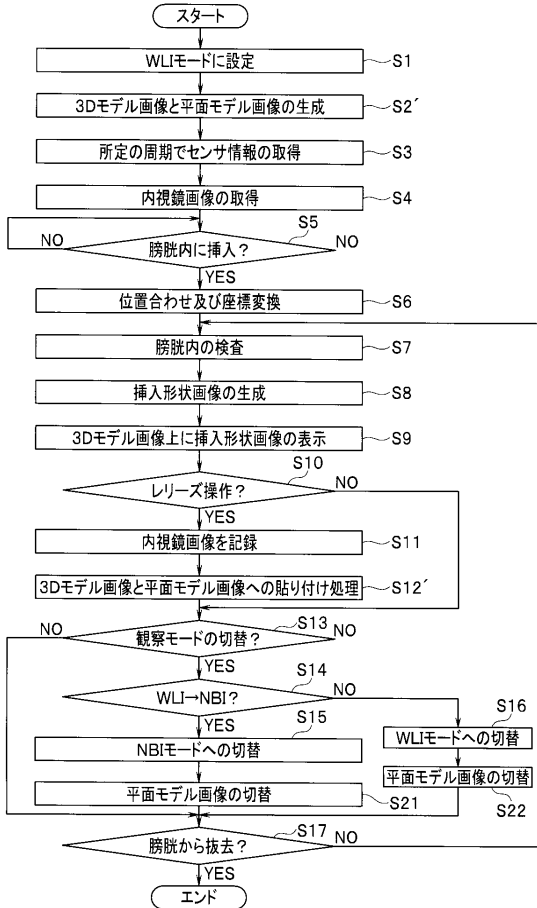 スタート
WLIモードに設定
S1
3Dモデル画像と平面モデル画像の生成
S2´
所定の周期でセンサ情報の取得
S3
内視鏡画像の取得
S4
S5
NO
膀胱内に挿入?
NO
YES
位置合わせ及び座標変換
S6
膀胱内の検査
S7
挿入形状画像の生成
S8
3Dモデル画像上に挿入形状画像の表示
S9
S10
レリーズ操作?
NO
YES
内視鏡画像を記録
S11
3Dモデル画像と平面モデル画像への貼り付け処理
S12´
S13
NO
観察モードの切替?
NO
YES
S14
WLI→NBI?
NO
YES
S15
S16
NBIモードへの切替
WLIモードへの切替
平面モデル画像の切替
S21
平面モデル画像の切替
S22
S17
膀胱から抜去?
NO
YES
エンド